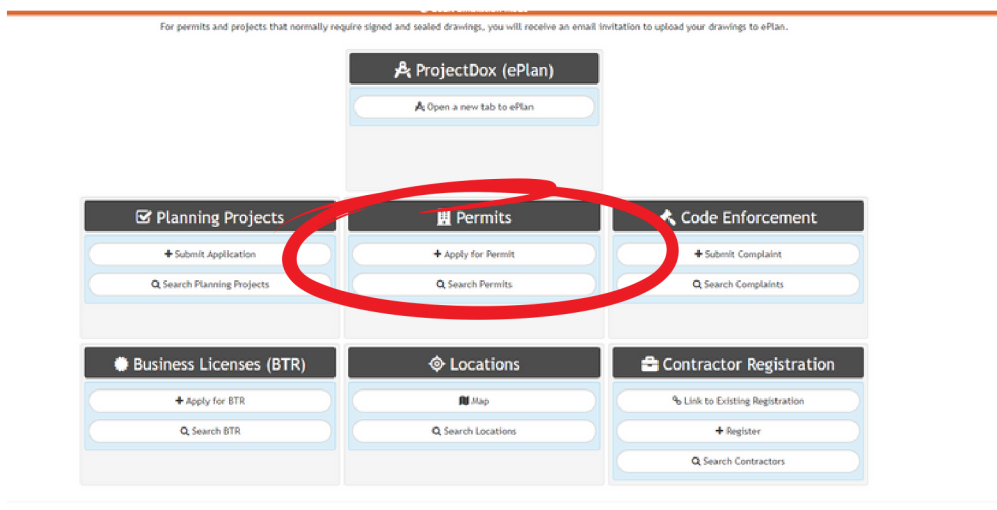 For permits and projects that normally require signed and sealed drawings, you will receive an email invitation to upload your drawings to ePlan.
ProjectDox (ePlan)
Open a new tab to ePlan
Planning Projects
Submit Application
Search Planning Projects
Permits
Apply for Permit
Search Permits
Code Enforcement
Submit Complaint
Search Complaints
Business Licenses (BTR)
Apply for BTR
Search BTR
Locations
Map
Search Locations
Contractor Registration
Link to Existing Registration
Register
Search Contractors